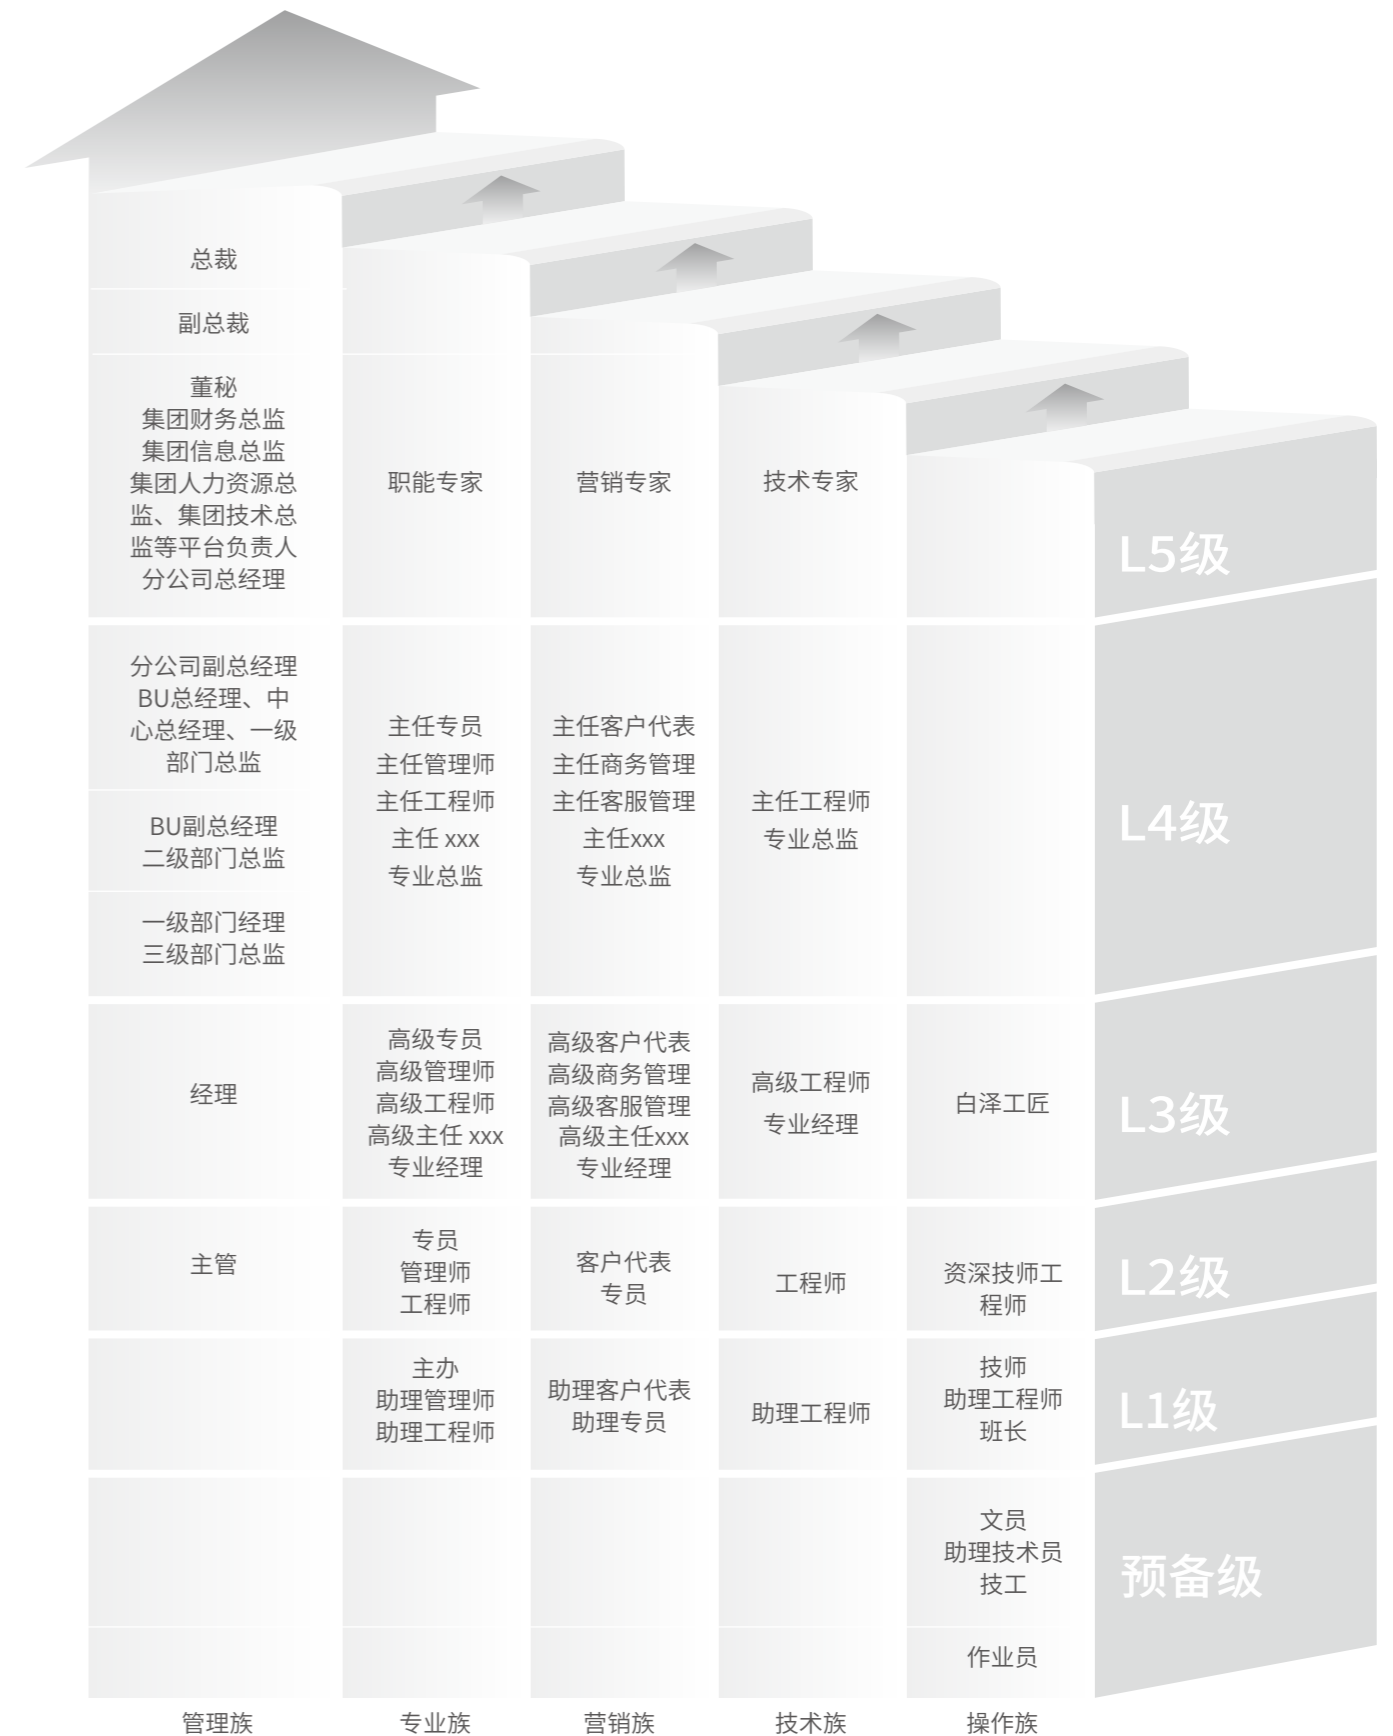 总裁
副总裁
董秘
集团财务总监
集团信息总监
集团人力资源总
监、集团技术总
监等平台负责人
分公司总经理
职能专家
营销专家
技术专家
L5级
分公司副总经理
BU总经理、中
心总经理、一级
部门总监
BU副总经理
二级部门总监
一级部门经理
三级部门总监
主任专员
主任管理师
主任工程师
主任 xxx
专业总监
主任客户代表
主任商务管理
主任客服管理
主任xxx
专业总监
主任工程师
专业总监
L4级
经理
高级专员
高级管理师
高级工程师
高级主任 xxx
专业经理
高级客户代表
高级商务管理
高级客服管理
高级主任xxx
专业经理
高级工程师
专业经理
白泽工匠
L3级
主管
专员
管理师
工程师
客户代表
专员
工程师
资深技师工
程师
L2级
主办
助理管理师
助理工程师
助理客户代表
助理专员
助理工程师
技师
助理工程师
班长
L1级
文员
助理技术员
技工
作业员
预备级
管理族
专业族
营销族
技术族
操作族